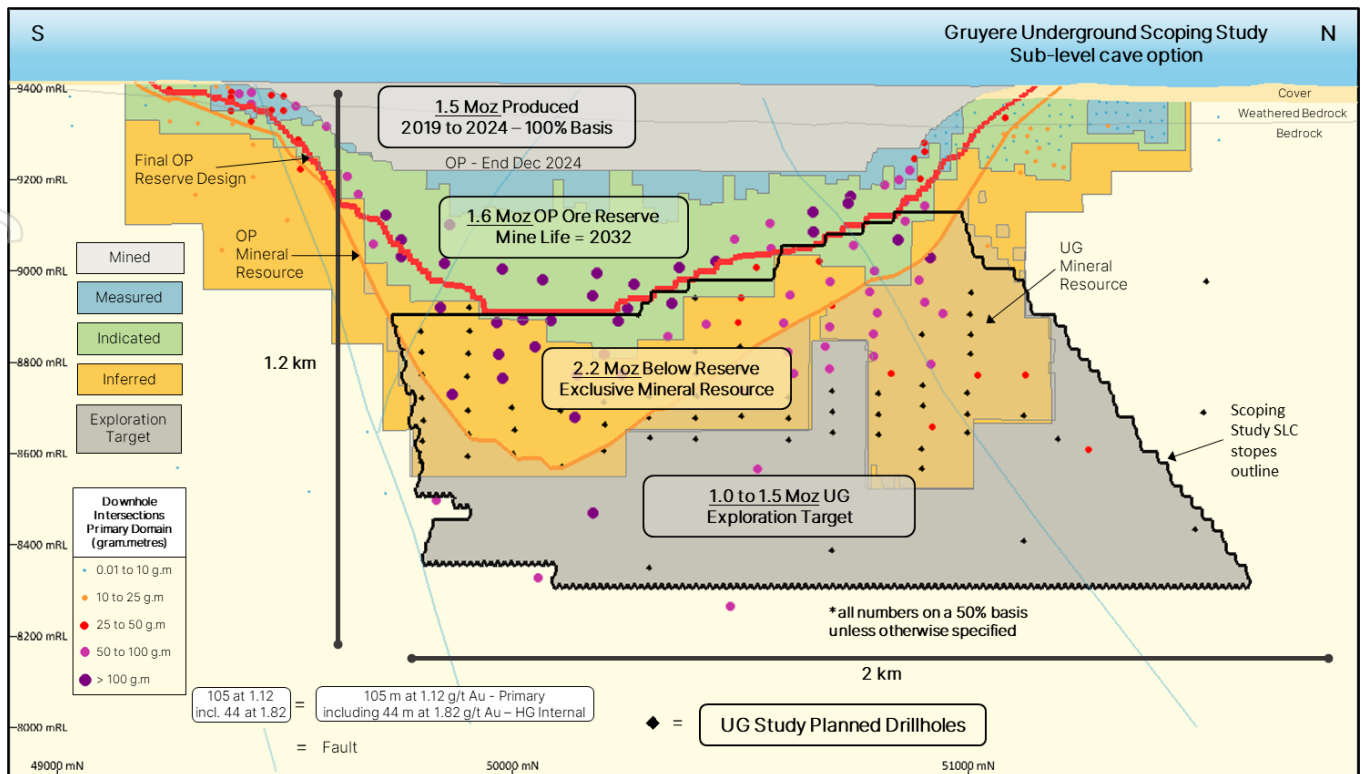 S
Gruyere Underground Scoping Study
Sub-level cave option
N
9400 mRL
9200 mRL
9000 mRL
8800 mRL
8600 mRL
8400 mRL
8200 mRL
8000 mRL
1.5 Moz Produced
2019 to 2024 – 100% Basis
OP - End Dec 2024
Cover
Weathered Bedrock
Bedrock
Final OP
Reserve Design
1.6 Moz OP Ore Reserve
Mine Life = 2032
OP
Mineral
Resource
UG
Mineral
Resource
Mined
Measured
Indicated
Inferred
Exploration
Target
1.2 km
2.2 Moz Below Reserve
Exclusive Mineral Resource
Scoping
Study SLC
stopes
outline
1.0 to 1.5 Moz UG
Exploration Target
Downhole
Intersections
Primary Domain
(gram.metres)
0.01 to 10 g.m
10 to 25 g.m
25 to 50 g.m
50 to 100 g.m
> 100 g.m
*all numbers on a 50% basis
unless otherwise specified
2 km
105 at 1.12
incl. 44 at 1.82
=
105 m at 1.12 g/t Au - Primary
including 44 m at 1.82 g/t Au – HG Internal
= Fault
= UG Study Planned Drillholes
49000 mN
50000 mN
51000 mN